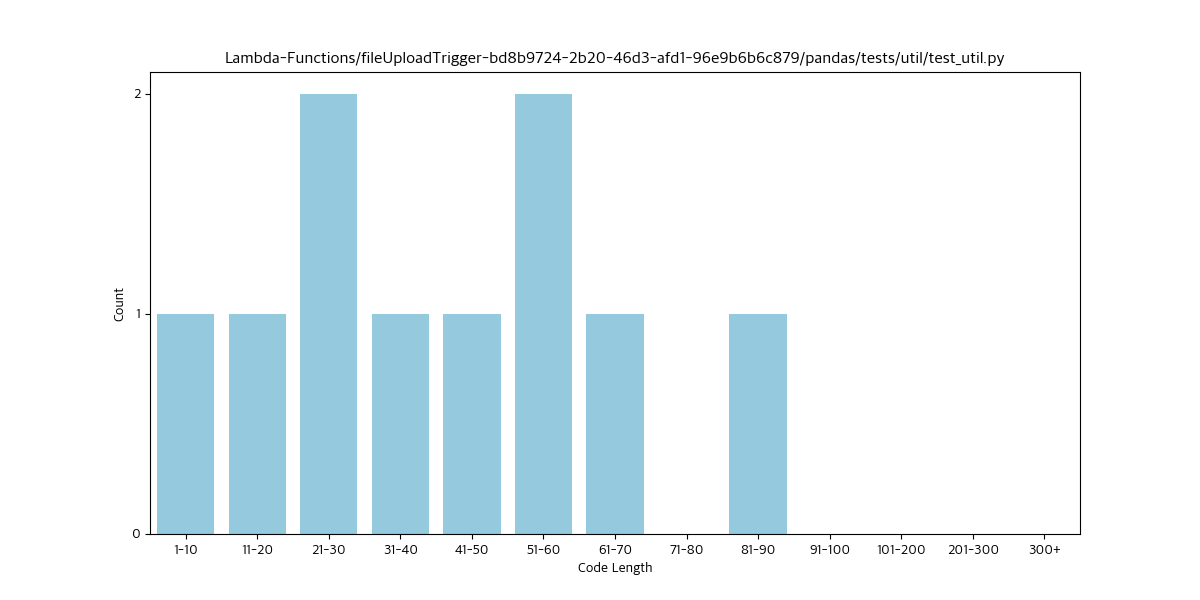 Lambda-Functions/fileUploadTrigger-bd8b9724-2b20-46d3-afd1-96e9b6b6c879/pandas/tests/util/test_util.py
2
1
0
Count
1-10 11-20 21-30 31-40 41-50 51-60 61-70 71-80 81-90 91-100 101-200 201-300 300+
Code Length